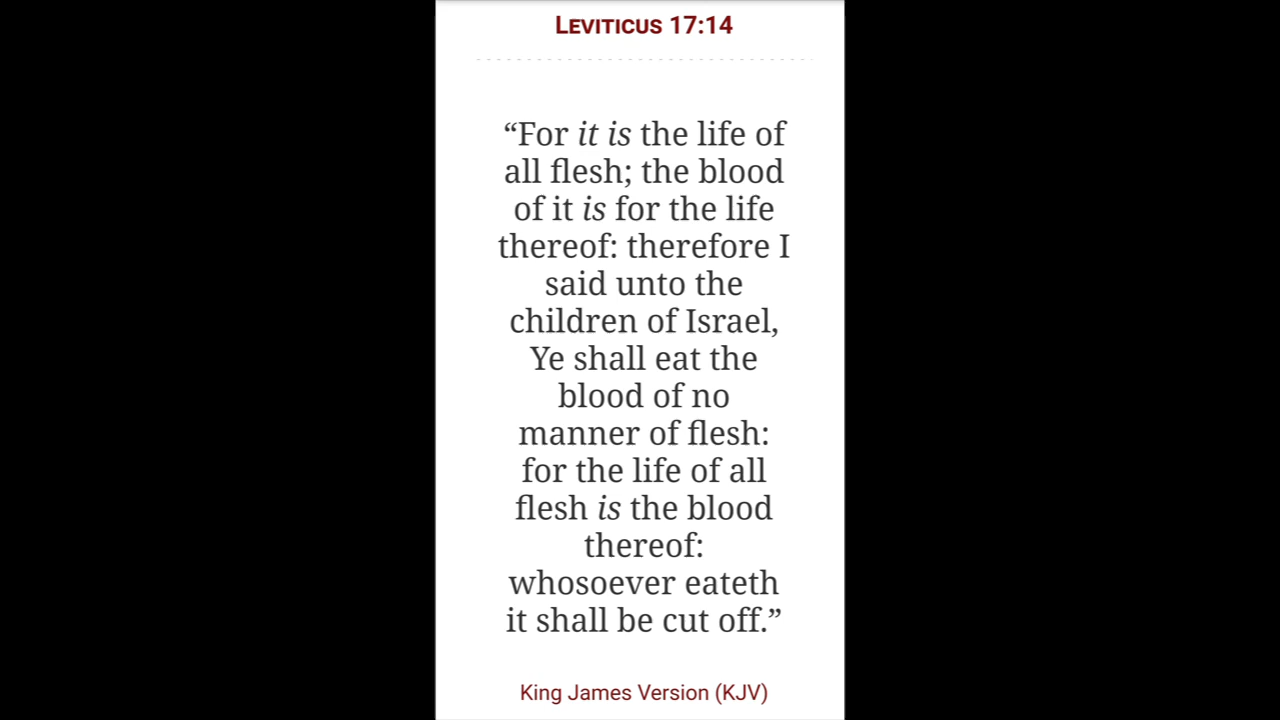 Leviticus 17:14
“For it is the life of
all flesh; the blood
of it is for the life
thereof: therefore I
said unto the
children of Israel,
Ye shall eat the
blood of no
manner of flesh:
for the life of all
flesh is the blood
thereof:
whosoever eateth
it shall be cut off.”
King James Version (KJV)